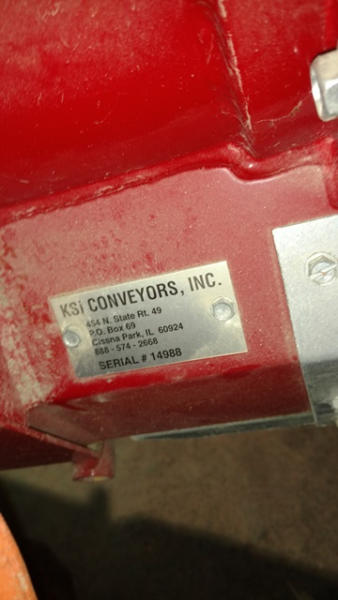 KSi CONVEYORS, INC.
454 N. State Rt. 49
P.O. Box 69
Cissna Park, IL 60924
888 - 574 - 2668
SERIAL # 14988